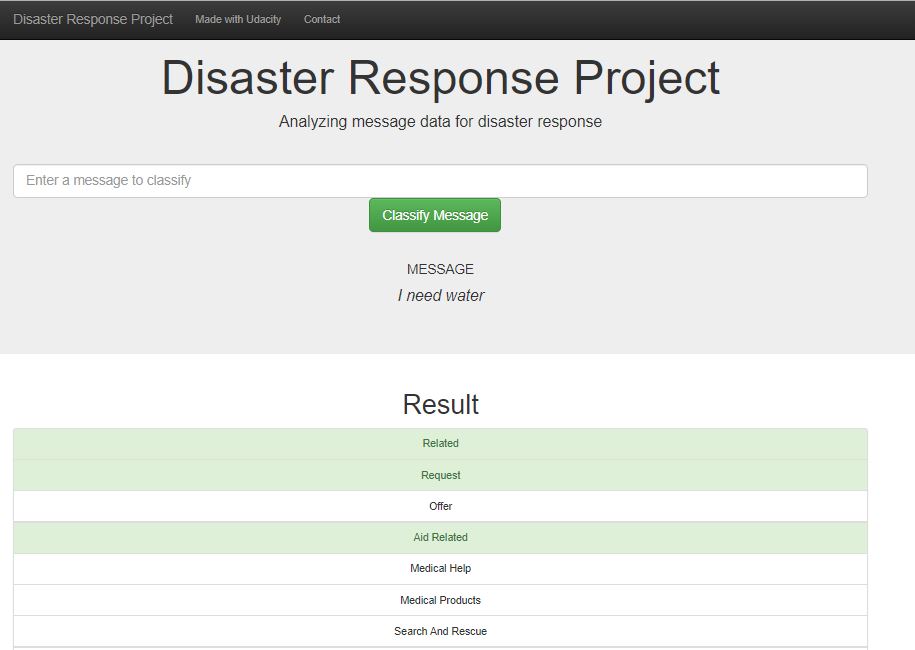 Disaster Response Project Made with Udacity Contact
Disaster Response Project
Analyzing message data for disaster response
Enter a message to classify
Classify Message
MESSAGE
I need water
Result
Related
Request
Offer
Aid Related
Medical Help
Medical Products
Search And Rescue